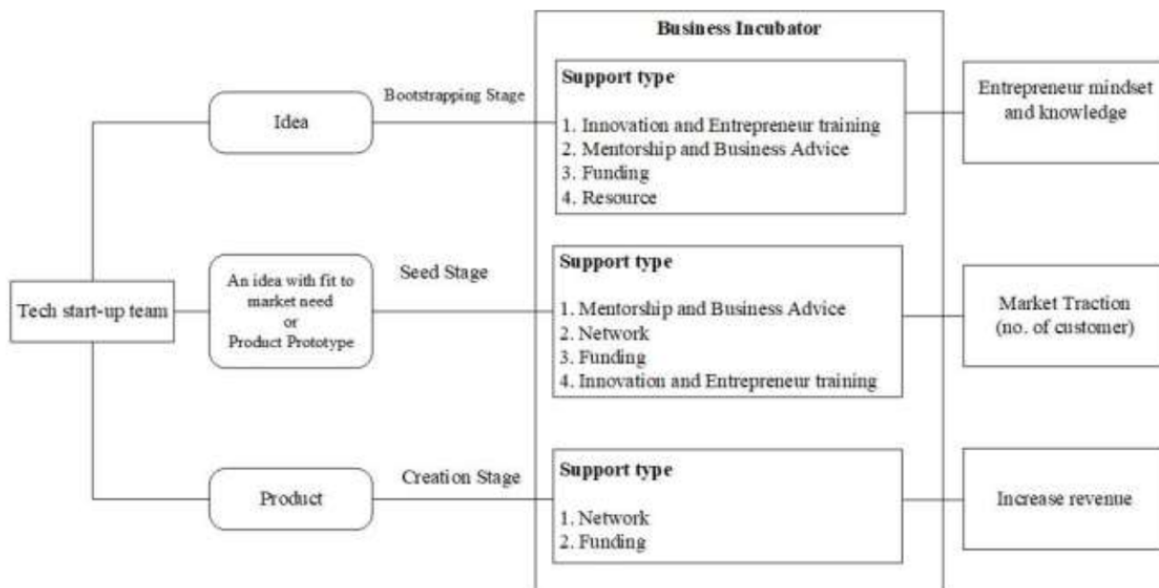 Business Incubator
Tech start-up team
Idea
Bootstrapping Stage
Support type
1. Innovation and Entrepreneur training
2. Mentorship and Business Advice
3. Funding
4. Resource
Entrepreneur mindset
and knowledge
An idea with fit to
market need
or
Product Prototype
Seed Stage
Support type
1. Mentorship and Business Advice
2. Network
3. Funding
4. Innovation and Entrepreneur training
Market Traction
(no. of customer)
Product
Creation Stage
Support type
1. Network
2. Funding
Increase revenue